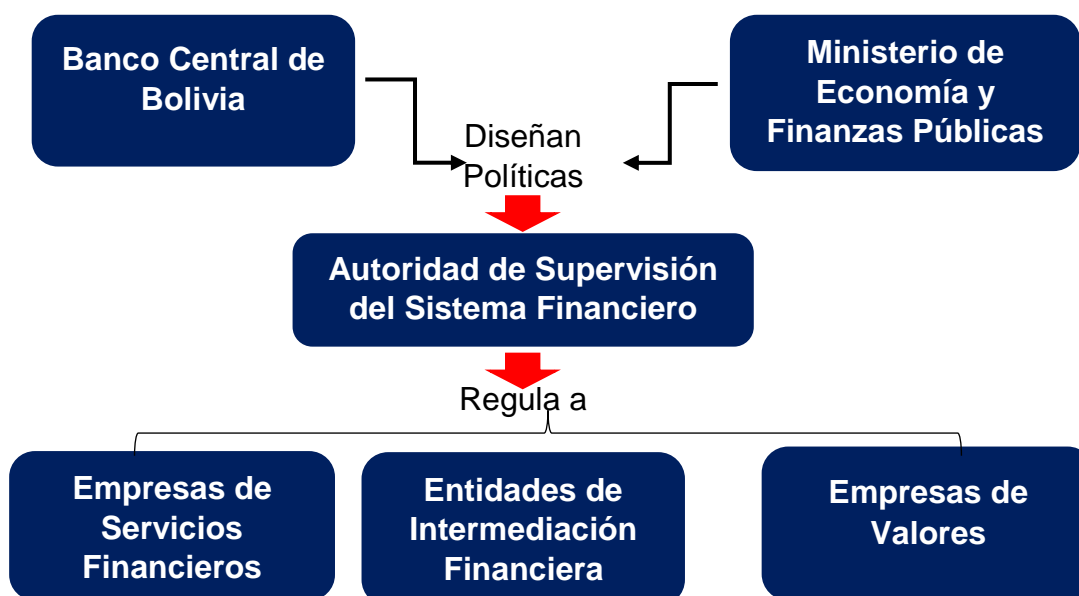 Banco Central de
Bolivia
Ministerio de
Economía y
Finanzas Públicas
Diseñan
Políticas
Autoridad de Supervisión
del Sistema Financiero
Regula a
Empresas de
Servicios
Financieros
Entidades de
Intermediación
Financiera
Empresas de
Valores